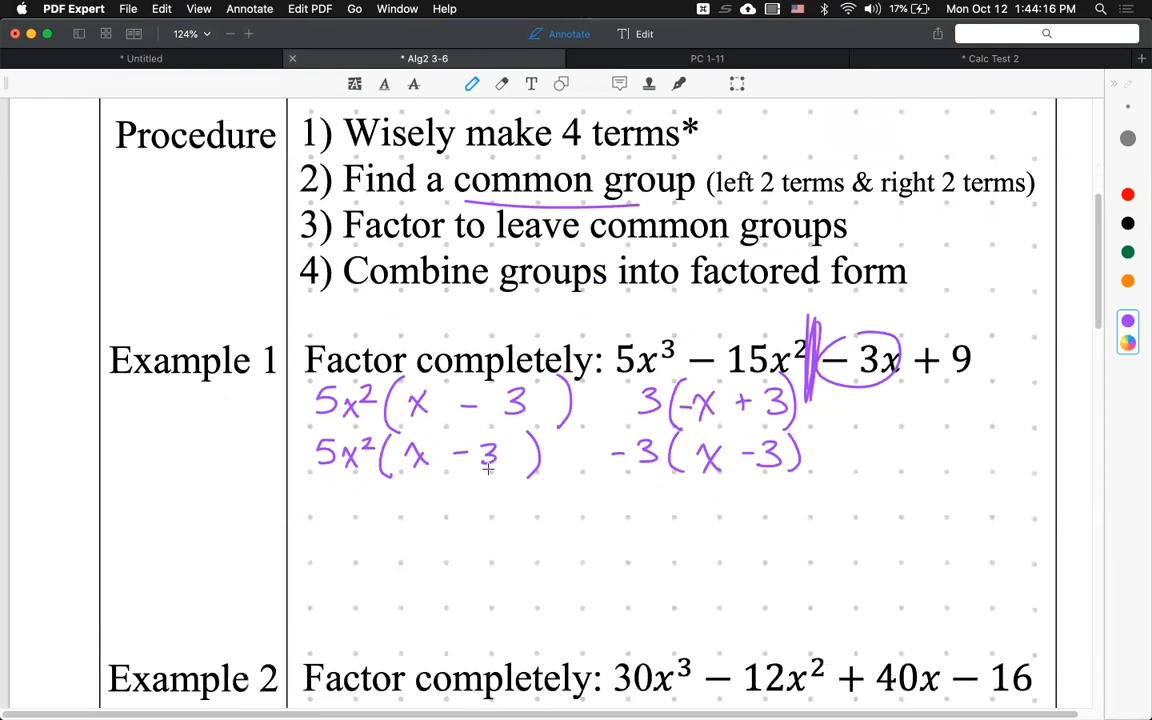 PDF Expert File Edit View Annotate Edit PDF Go Window Help 17% Mon Oct 12 1:44:16 PM
124% Annotate Edit
* Untitled * Alg2 3-6 PC 1-11 * Calc Test 2
Procedure
1) Wisely make 4 terms*
2) Find a common group (left 2 terms & right 2 terms)
3) Factor to leave common groups
4) Combine groups into factored form
Example 1 Factor completely: 5x³ − 15x² − 3x + 9
5x²(x - 3) 3(-x + 3)
5x²(x - 3) -3(x - 3)
Example 2 Factor completely: 30x³ − 12x² + 40x − 16